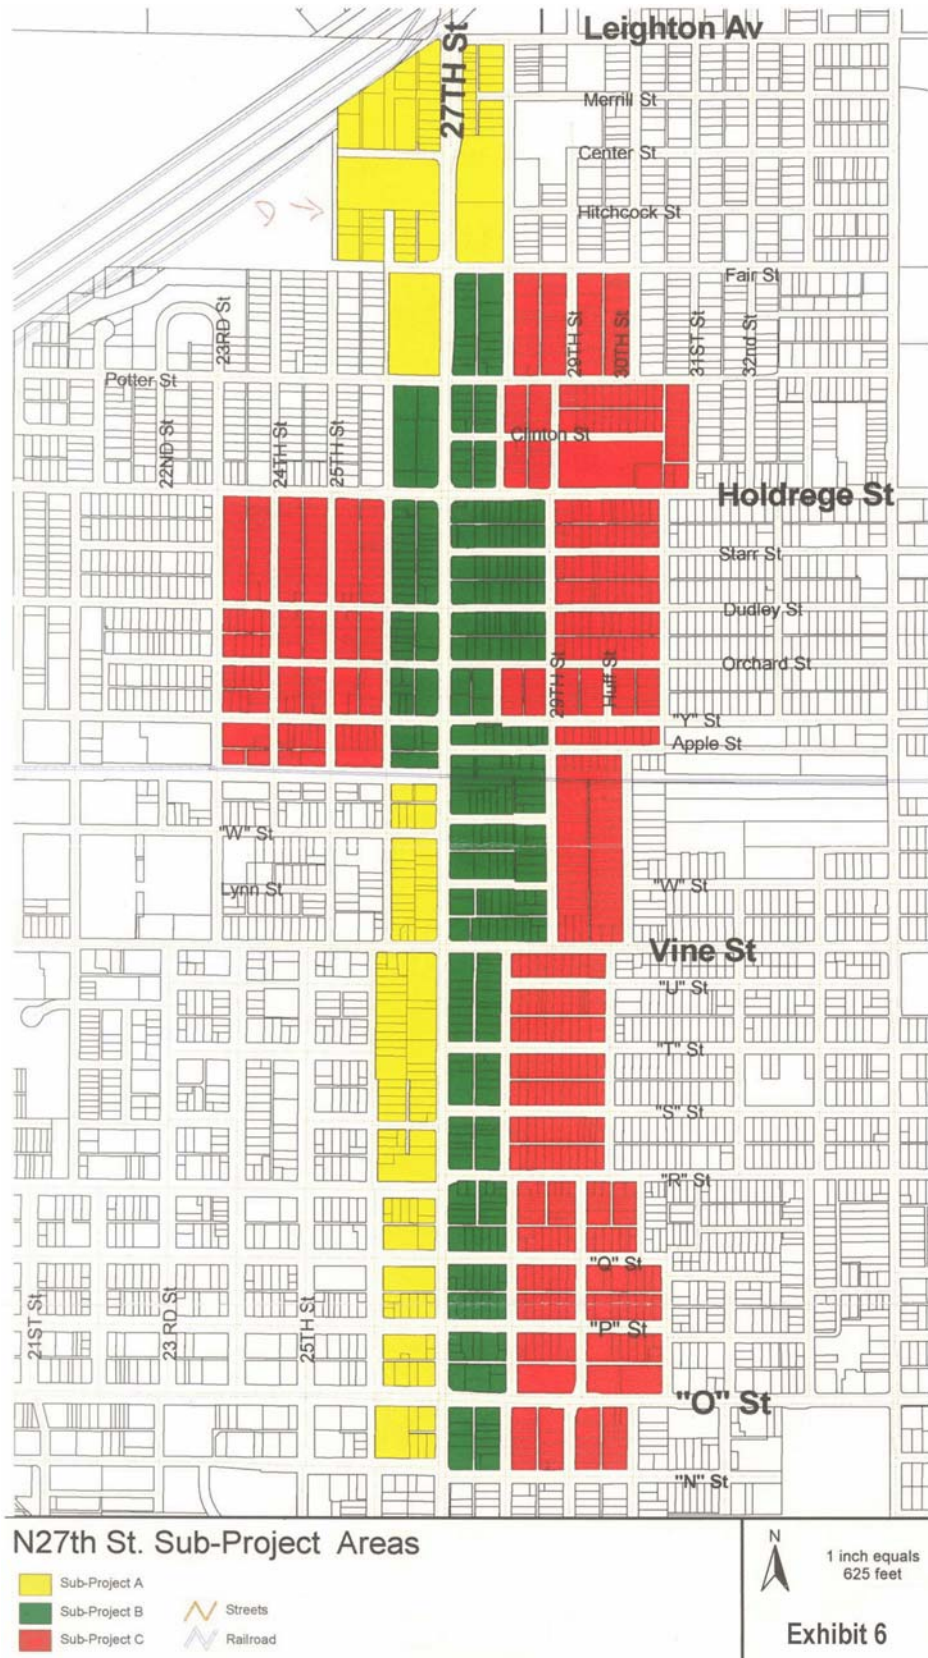 Leighton Av
27TH St
Merrill St
Center St
D →
Hitchcock St
Fair St
23RD St
29TH St
30TH St
31ST St
32nd St
Potter St
22ND St
24TH St
25TH St
Clinton St
Holdrege St
Starr St
Dudley St
Orchard St
29TH St
Huff St
"Y" St
Apple St
"W" St
Lynn St
"W" St
Vine St
"U" St
"T" St
"S" St
"R" St
"Q" St
21ST St
23RD St
25TH St
"P" St
"O" St
"N" St
N27th St. Sub-Project Areas
Sub-Project A
Sub-Project B
Sub-Project C
Streets
Railroad
N
1 inch equals
625 feet
Exhibit 6